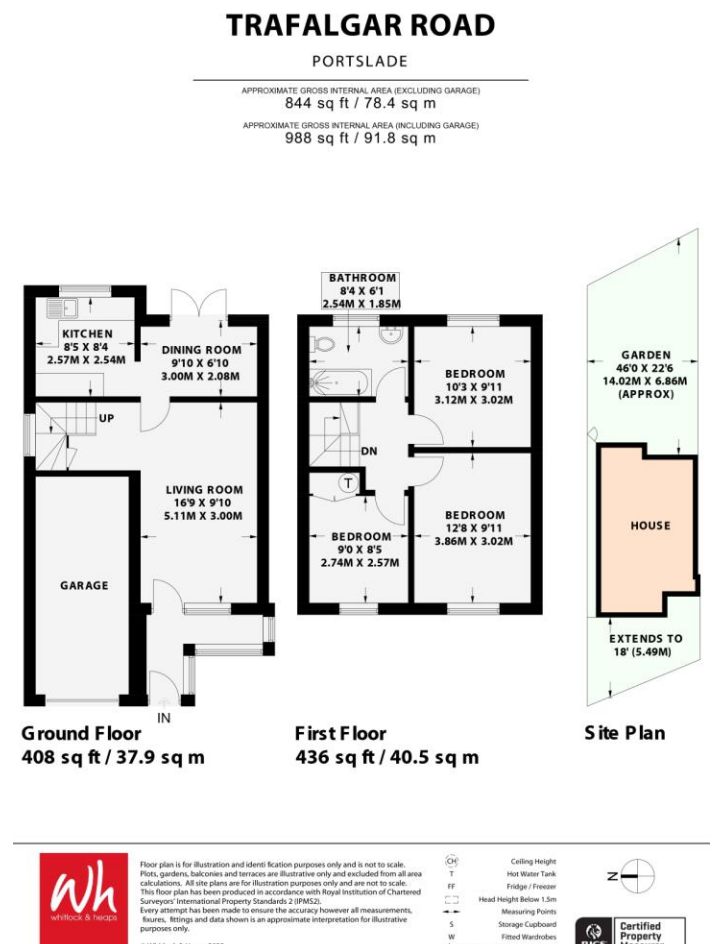 TRAFALGAR ROAD
PORTSLADE
APPROXIMATE GROSS INTERNAL AREA (EXCLUDING GARAGE)
844 sq ft / 78.4 sq m
APPROXIMATE GROSS INTERNAL AREA (INCLUDING GARAGE)
988 sq ft / 91.8 sq m
KITCHEN
8'5 X 8'4
2.57M X 2.54M
DINING ROOM
9'10 X 6'10
3.00M X 2.08M
UP
LIVING ROOM
16'9 X 9'10
5.11M X 3.00M
GARAGE
IN
Ground Floor
408 sq ft / 37.9 sq m
BATHROOM
8'4 X 6'1
2.54M X 1.85M
BEDROOM
10'3 X 9'11
3.12M X 3.02M
DN
T
BEDROOM
12'8 X 9'11
3.86M X 3.02M
BEDROOM
9'0 X 8'5
2.74M X 2.57M
First Floor
436 sq ft / 40.5 sq m
GARDEN
46'0 X 22'6
14.02M X 6.86M
(APPROX)
HOUSE
EXTENDS TO
18' (5.49M)
Site Plan
Wh
whitlock & heaps
Floor plan is for illustration and identification purposes only and is not to scale.
Plots, gardens, balconies and terraces are illustrative only and excluded from all area
calculations. All site plans are for illustration purposes only and are not to scale.
This floor plan has been produced in accordance with Royal Institution of Chartered
Surveyors' International Property Standards 2 (IPMS2).
Every attempt has been made to ensure the accuracy however all measurements,
fixures, fittings and data shown is an approximate interpretation for illustrative
purposes only.
CH Ceiling Height
T Hot Water Tank
FF Fridge / Freezer
Head Height Below 1.5m
Measuring Points
S Storage Cupboard
W Fitted Wardrobes
N
Certified
Property